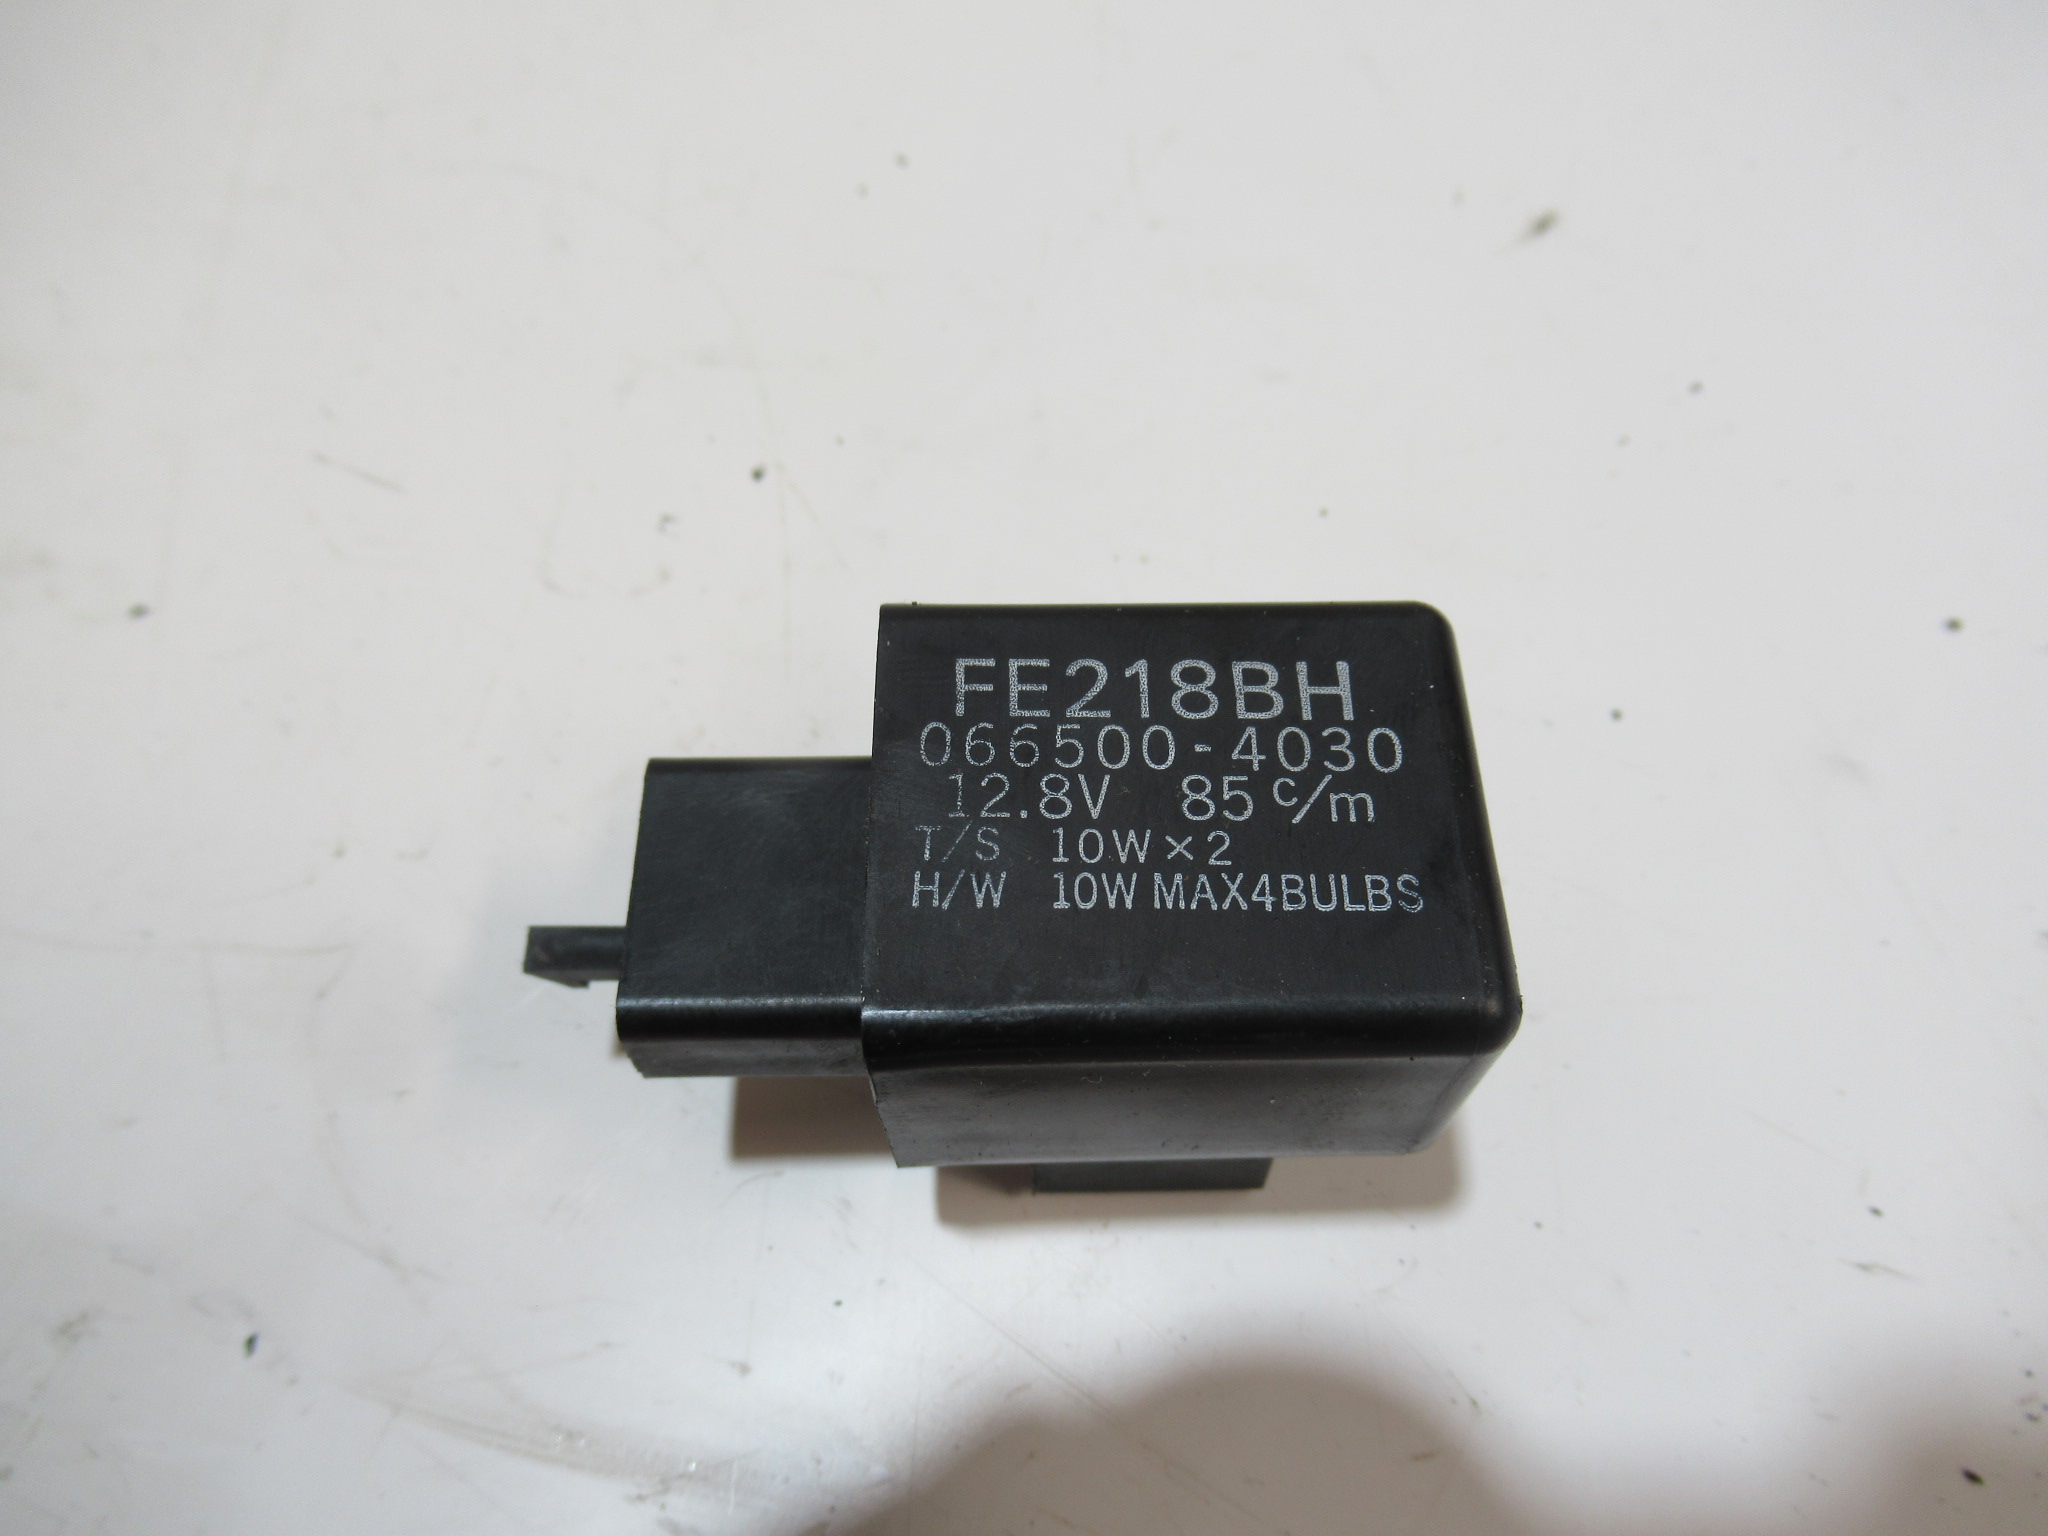 FE218BH
066500-4030
12.8V 85 c/m
T/S 10W×2
H/W 10W MAX4BULBS